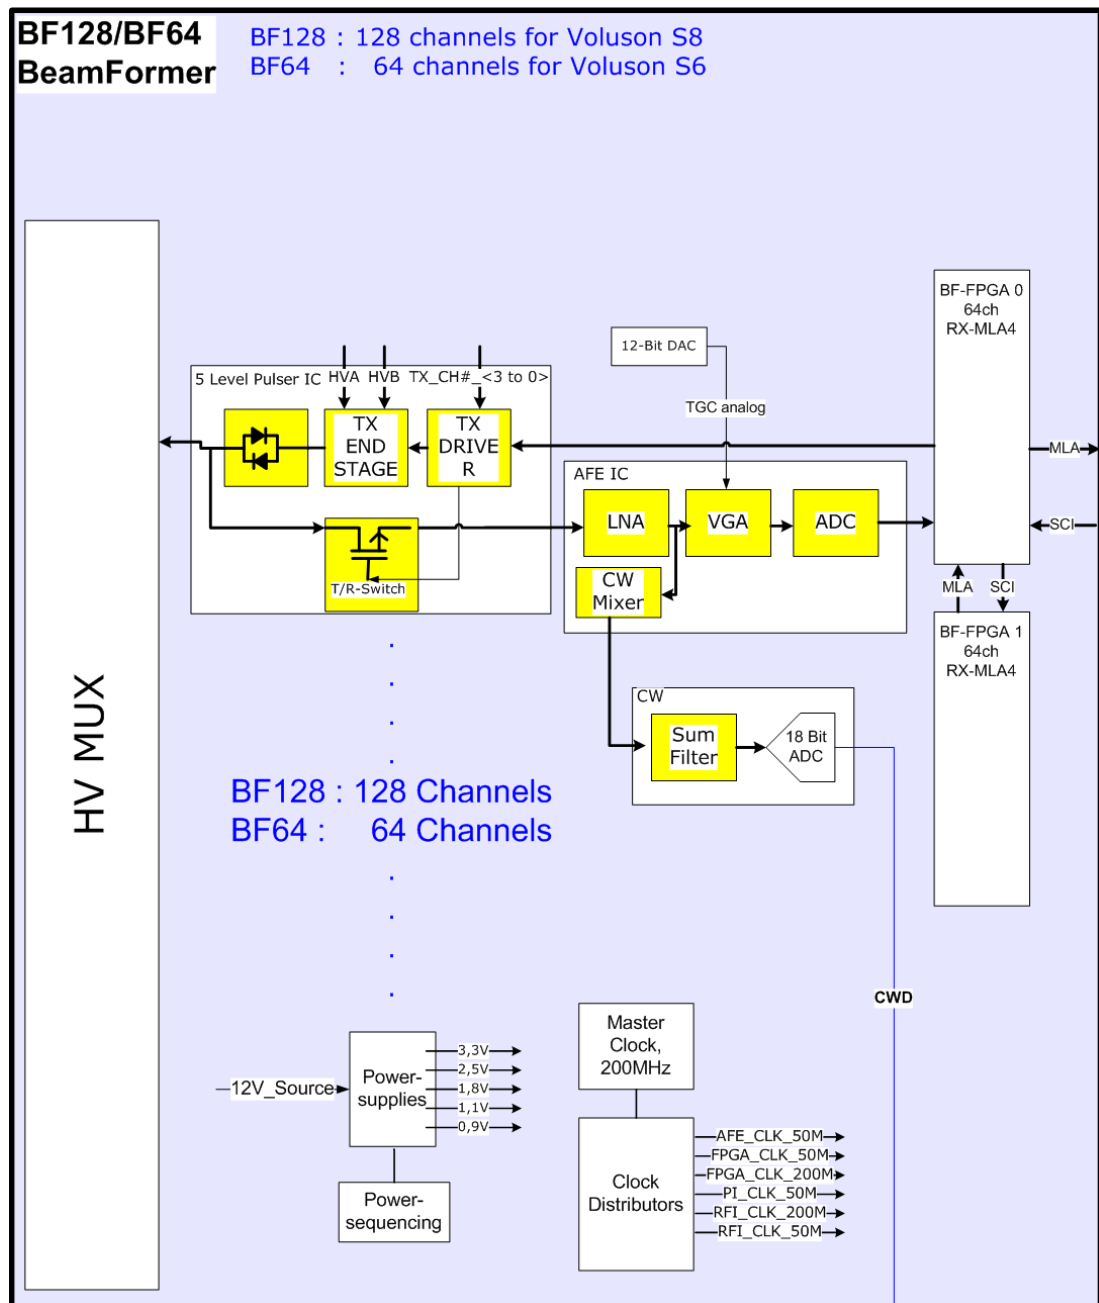 BF128/BF64
BeamFormer
BF128 : 128 channels for Voluson S8
BF64 : 64 channels for Voluson S6
HV MUX
5 Level Pulser IC
HVA
HVB
TX_CH#_<3 to 0>
TX
END
STAGE
TX
DRIVE
R
T/R-Switch
12-Bit DAC
TGC analog
AFE IC
LNA
VGA
ADC
CW
Mixer
BF-FPGA 0
64ch
RX-MLA4
MLA
SCI
MLA
SCI
BF-FPGA 1
64ch
RX-MLA4
CW
Sum
Filter
18 Bit
ADC
BF128 : 128 Channels
BF64 : 64 Channels
CWD
12V_Source
Power-
supplies
3,3V
2,5V
1,8V
1,1V
0,9V
Power-
sequencing
Master
Clock,
200MHz
Clock
Distributors
AFE_CLK_50M
FPGA_CLK_50M
FPGA_CLK_200M
PI_CLK_50M
RFI_CLK_200M
RFI_CLK_50M